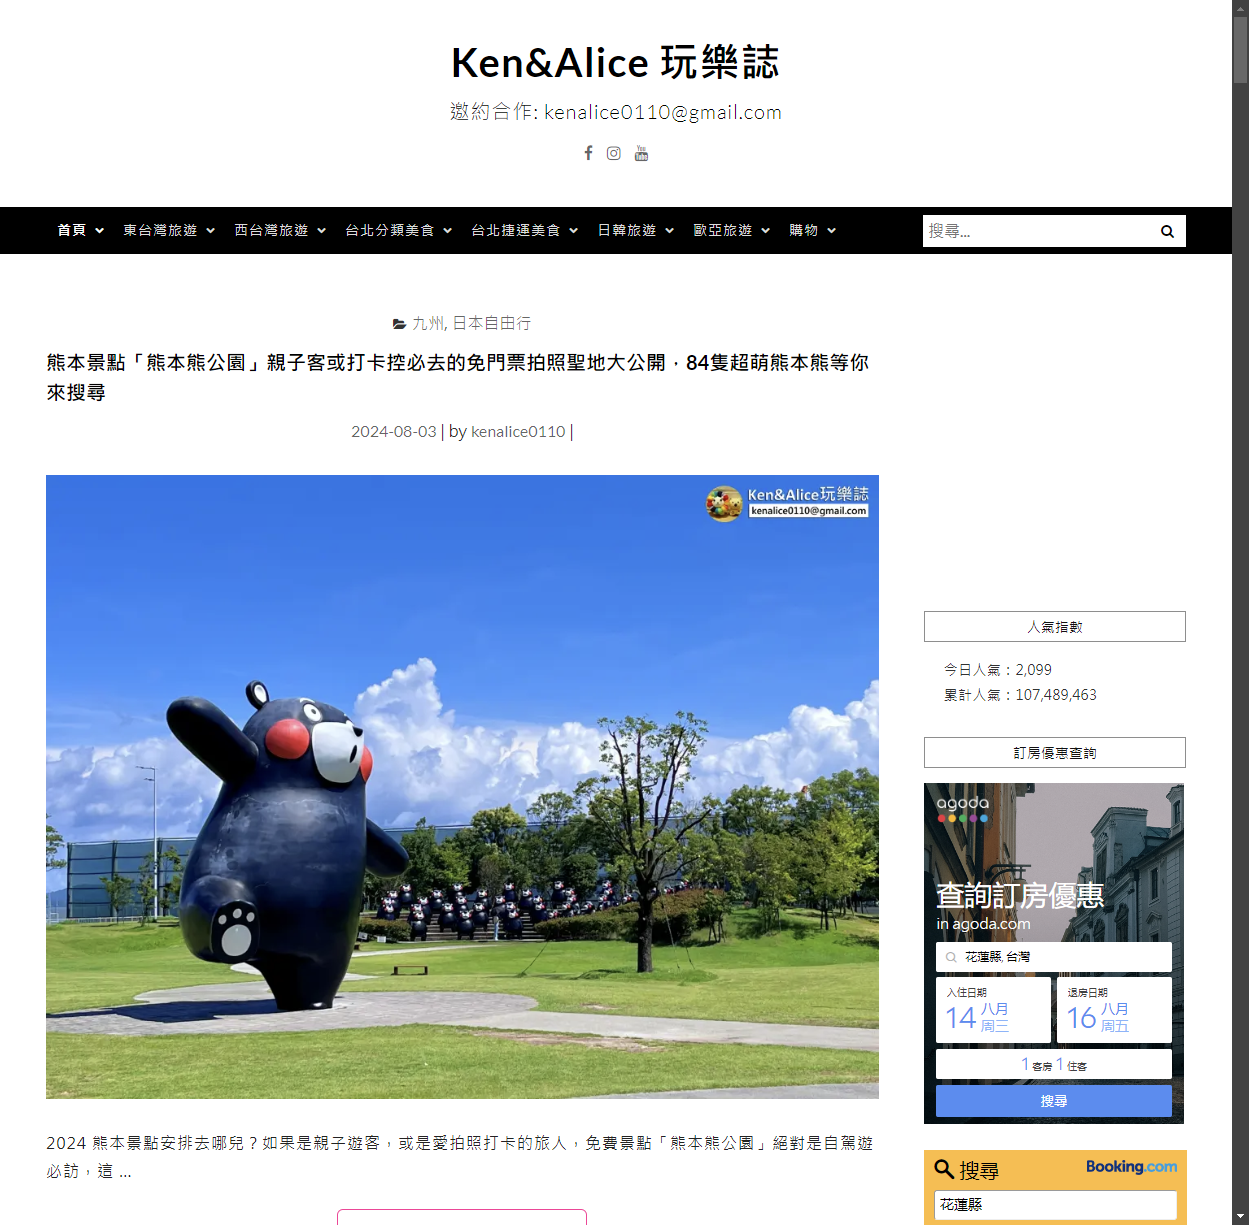 Ken&Alice 玩樂誌
邀約合作: kenalice0110@gmail.com
首頁 東台灣旅遊 西台灣旅遊 台北分類美食 台北捷運美食 日韓旅遊 歐亞旅遊 購物 搜尋...
九州, 日本自由行
熊本景點「熊本熊公園」親子客或打卡控必去的免門票拍照聖地大公開．84隻超萌熊本熊等你
來搜尋
2024-08-03 | by kenalice0110 |
Ken&Alice玩樂誌
kenalice0110@gmail.com
2024 熊本景點安排去哪兒？如果是親子遊客，或是愛拍照打卡的旅人，免費景點「熊本熊公園」絕對是自駕遊
必訪，這 ...
人氣指數
今日人氣：2,099
累計人氣：107,489,463
訂房優惠查詢
agoda
查詢訂房優惠
in agoda.com
花蓮縣, 台灣
入住日期 退房日期
14 八月 周三 16 八月 周五
1 客房 1 住客
搜尋
搜尋 Booking.com
花蓮縣